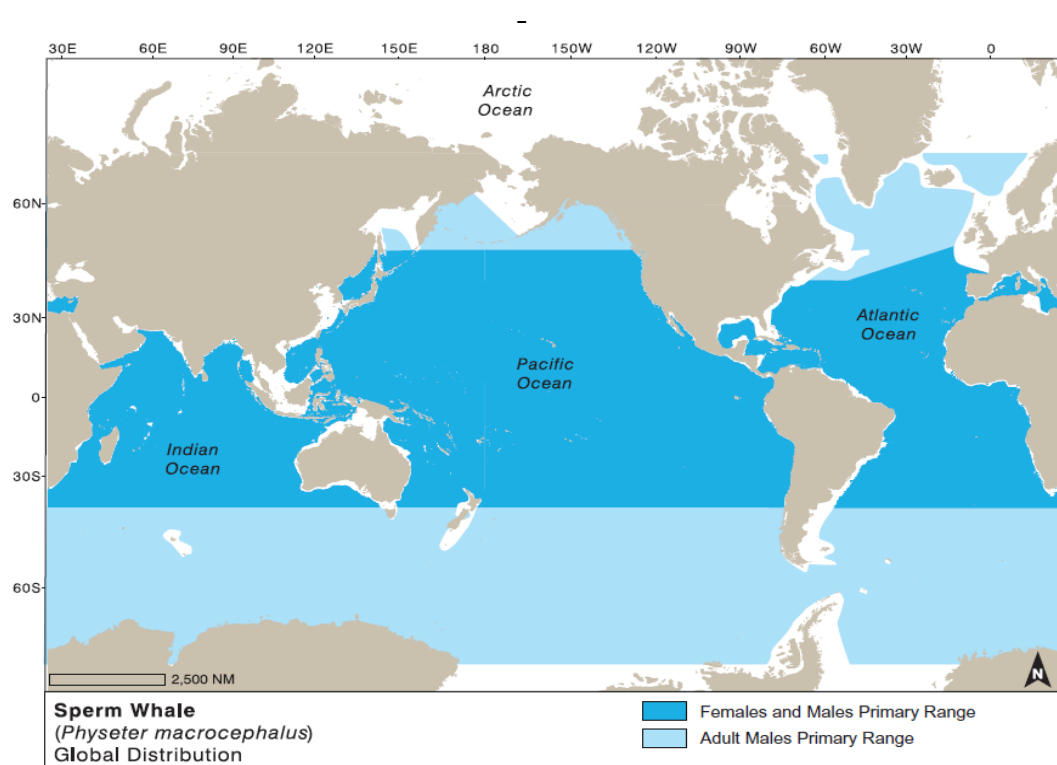 –
30E 60E 90E 120E 150E 180 150W 120W 90W 60W 30W 0
Arctic
Ocean
60N
30N
Atlantic
Ocean
Pacific
Ocean
0
Indian
Ocean
30S
60S
2,500 NM
N
Sperm Whale
(Physeter macrocephalus)
Global Distribution
Females and Males Primary Range
Adult Males Primary Range